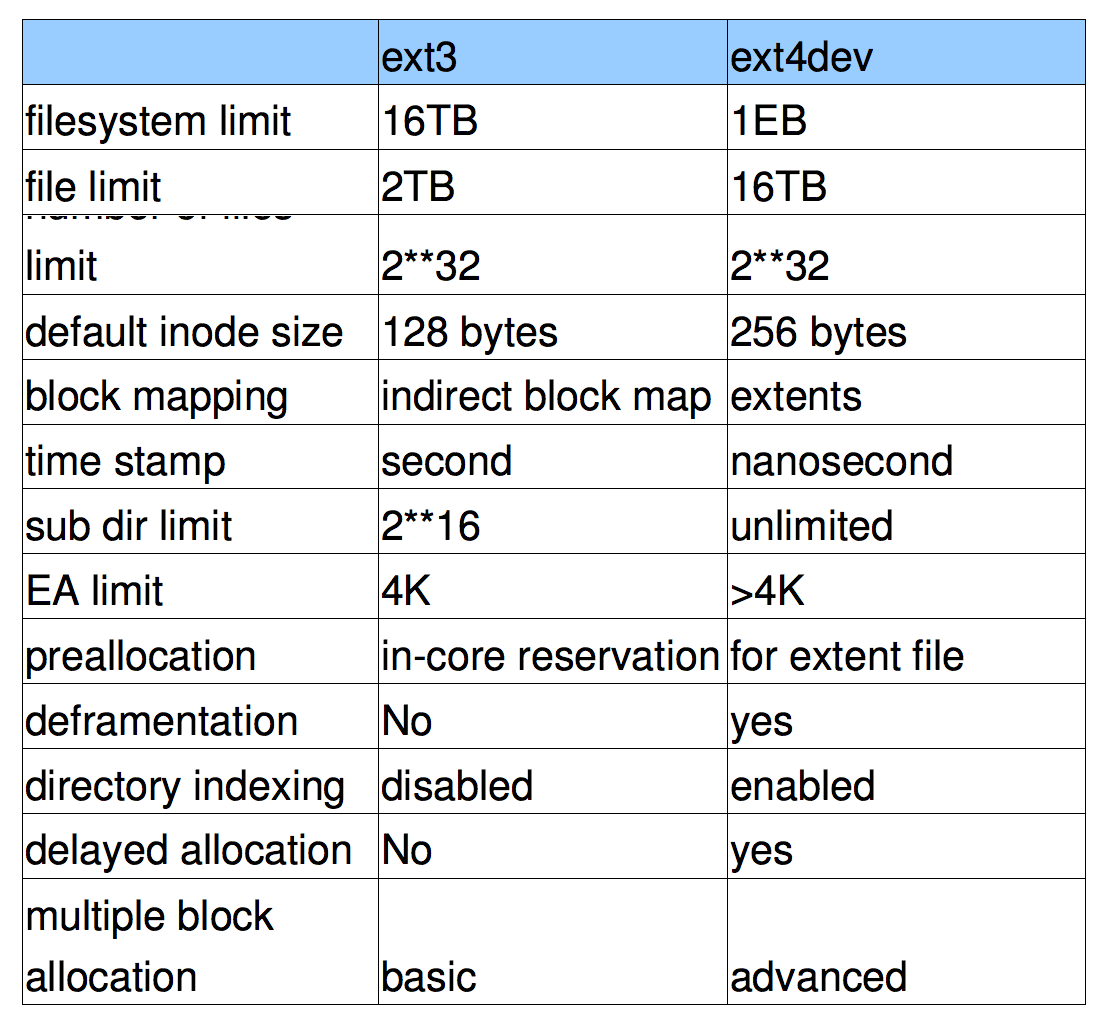 ext3 ext4dev
filesystem limit 16TB 1EB
file limit 2TB 16TB
number of files
limit 2**32 2**32
default inode size 128 bytes 256 bytes
block mapping indirect block map extents
time stamp second nanosecond
sub dir limit 2**16 unlimited
EA limit 4K >4K
preallocation in-core reservation for extent file
deframentation No yes
directory indexing disabled enabled
delayed allocation No yes
multiple block
allocation basic advanced